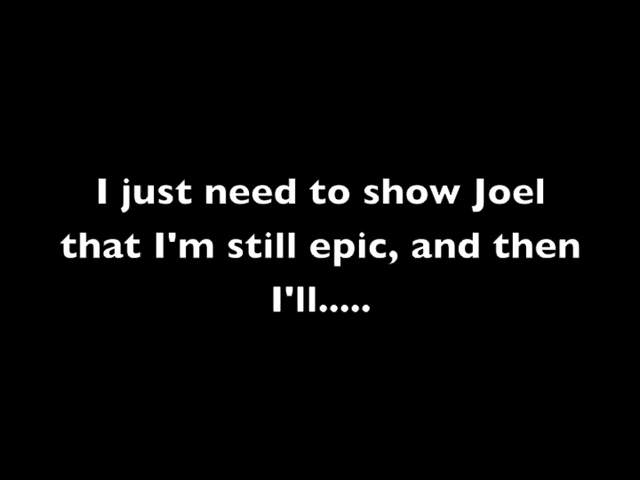 I just need to show Joel
that I'm still epic, and then
I'll.....